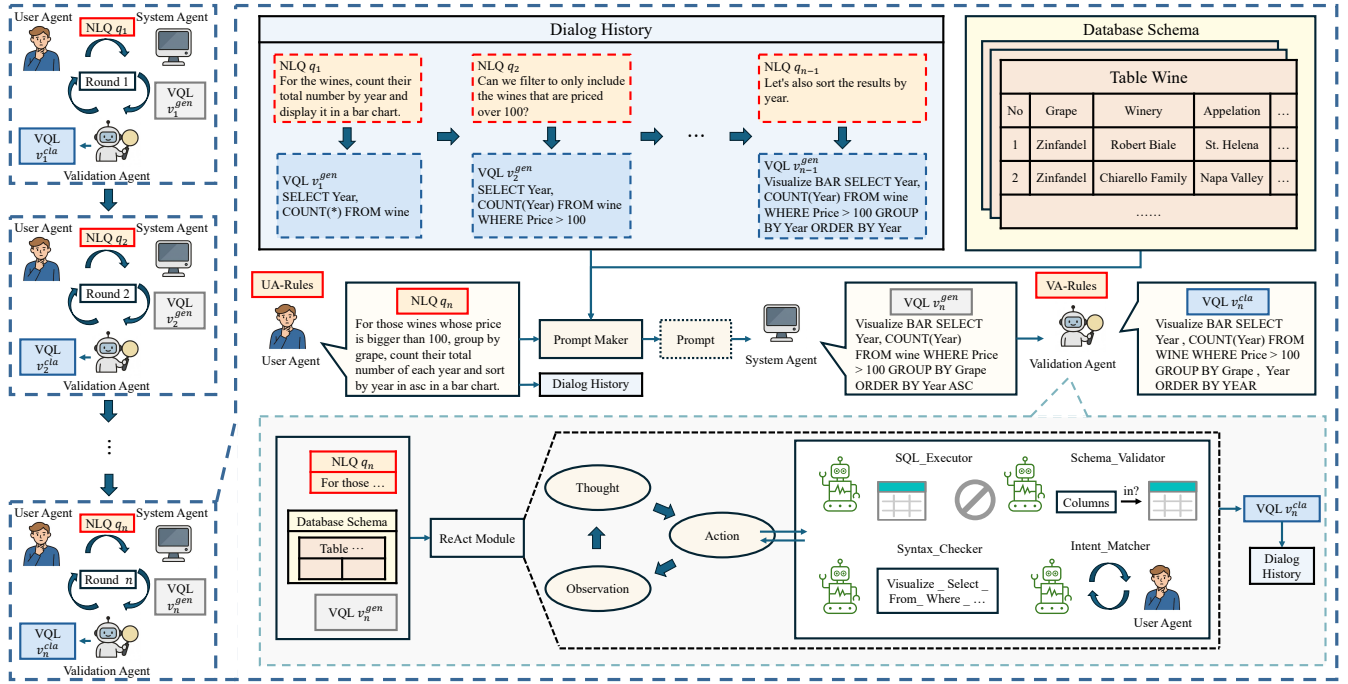 User Agent
System Agent
NLQ q₁
Round 1
VQL
v₁ᵍᵉⁿ
VQL
v₁ᶜˡᵃ
Validation Agent
User Agent
System Agent
NLQ q₂
Round 2
VQL
v₂ᵍᵉⁿ
VQL
v₂ᶜˡᵃ
Validation Agent
⋮
User Agent
System Agent
NLQ qₙ
Round n
VQL
vₙᵍᵉⁿ
VQL
vₙᶜˡᵃ
Validation Agent
Dialog History
NLQ q₁
For the wines, count their
total number by year and
display it in a bar chart.
NLQ q₂
Can we filter to only include
the wines that are priced
over 100?
…
NLQ qₙ₋₁
Let's also sort the results by
year.
VQL v₁ᵍᵉⁿ
SELECT Year,
COUNT(*) FROM wine
VQL v₂ᵍᵉⁿ
SELECT Year,
COUNT(Year) FROM wine
WHERE Price > 100
VQL vₙ₋₁ᵍᵉⁿ
Visualize BAR SELECT Year,
COUNT(Year) FROM wine
WHERE Price > 100 GROUP
BY Year ORDER BY Year
Database Schema
Table Wine
No Grape Winery Appelation …
1 Zinfandel Robert Biale St. Helena …
2 Zinfandel Chiarello Family Napa Valley …
……
UA-Rules
User Agent
NLQ qₙ
For those wines whose price
is bigger than 100, group by
grape, count their total
number of each year and sort
by year in asc in a bar chart.
Prompt Maker
Dialog History
Prompt
System Agent
VQL vₙᵍᵉⁿ
Visualize BAR SELECT
Year, COUNT(Year)
FROM wine WHERE Price
> 100 GROUP BY Grape
ORDER BY Year ASC
VA-Rules
Validation Agent
VQL vₙᶜˡᵃ
Visualize BAR SELECT
Year , COUNT(Year) FROM
WINE WHERE Price > 100
GROUP BY Grape , Year
ORDER BY YEAR
NLQ qₙ
For those …
Database Schema
Table …
VQL vₙᵍᵉⁿ
ReAct Module
Thought
Action
Observation
SQL_Executor
Schema_Validator
Columns
in?
Syntax_Checker
Visualize _ Select _
From_ Where _ …
Intent_Matcher
User Agent
VQL vₙᶜˡᵃ
Dialog
History